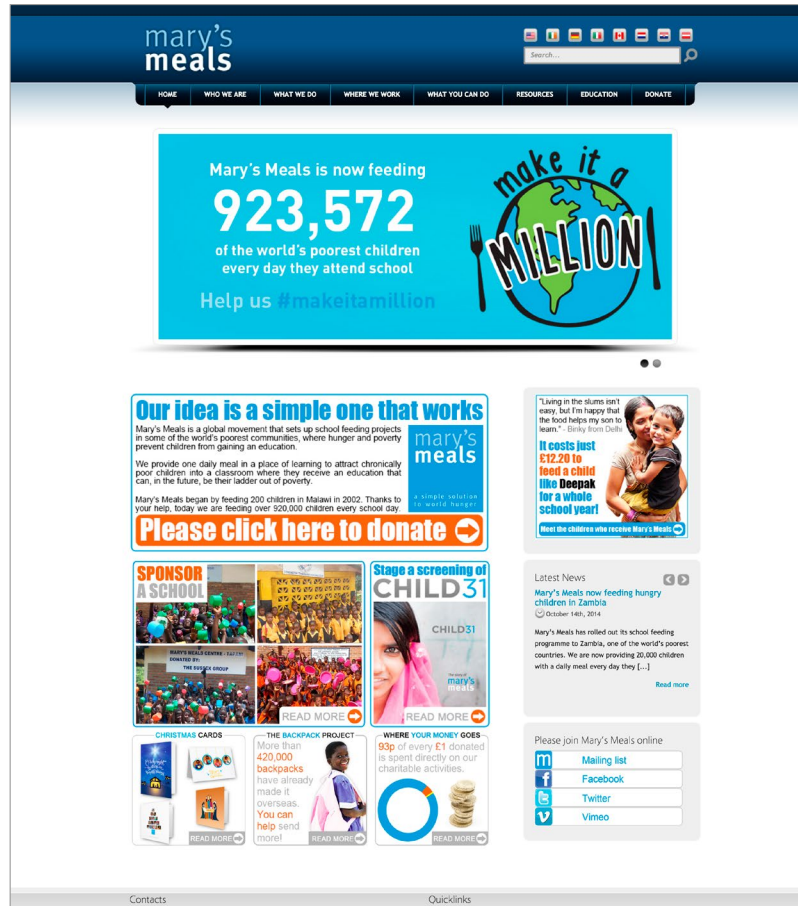 mary's
meals
Search...
HOME WHO WE ARE WHAT WE DO WHERE WE WORK WHAT YOU CAN DO RESOURCES EDUCATION DONATE
Mary's Meals is now feeding
923,572
of the world's poorest children
every day they attend school
Help us #makeitamillion
make it a
MILLION
Our idea is a simple one that works
Mary's Meals is a global movement that sets up school feeding projects
in some of the world's poorest communities, where hunger and poverty
prevent children from gaining an education.
We provide one daily meal in a place of learning to attract chronically
poor children into a classroom where they receive an education that
can, in the future, be their ladder out of poverty.
Mary's Meals began by feeding 200 children in Malawi in 2002. Thanks to
your help, today we are feeding over 920,000 children every school day.
mary's
meals
a simple solution
to world hunger
Please click here to donate
"Living in the slums isn't
easy, but I'm happy that
the food helps my son to
learn." - Binky from Delhi
It costs just
£12.20 to
feed a child
like Deepak
for a whole
school year!
Meet the children who receive Mary's Meals
SPONSOR
A SCHOOL
MARY'S MEALS CENTRE
DONATED BY:
THE SUSSEX GROUP
READ MORE
Stage a screening of
CHILD31
CHILD31
the story of
mary's
meals
READ MORE
Latest News
Mary's Meals now feeding hungry
children in Zambia
October 14th, 2014
Mary's Meals has rolled out its school feeding
programme to Zambia, one of the world's poorest
countries. We are now providing 20,000 children
with a daily meal every day they [...]
Read more
CHRISTMAS CARDS
READ MORE
THE BACKPACK PROJECT
More than
420,000
backpacks
have already
made it
overseas.
You can
help send
more!
READ MORE
WHERE YOUR MONEY GOES
93p of every £1 donated
is spent directly on our
charitable activities.
READ MORE
Please join Mary's Meals online
m Mailing list
f Facebook
t Twitter
v Vimeo
Contacts
Quicklinks